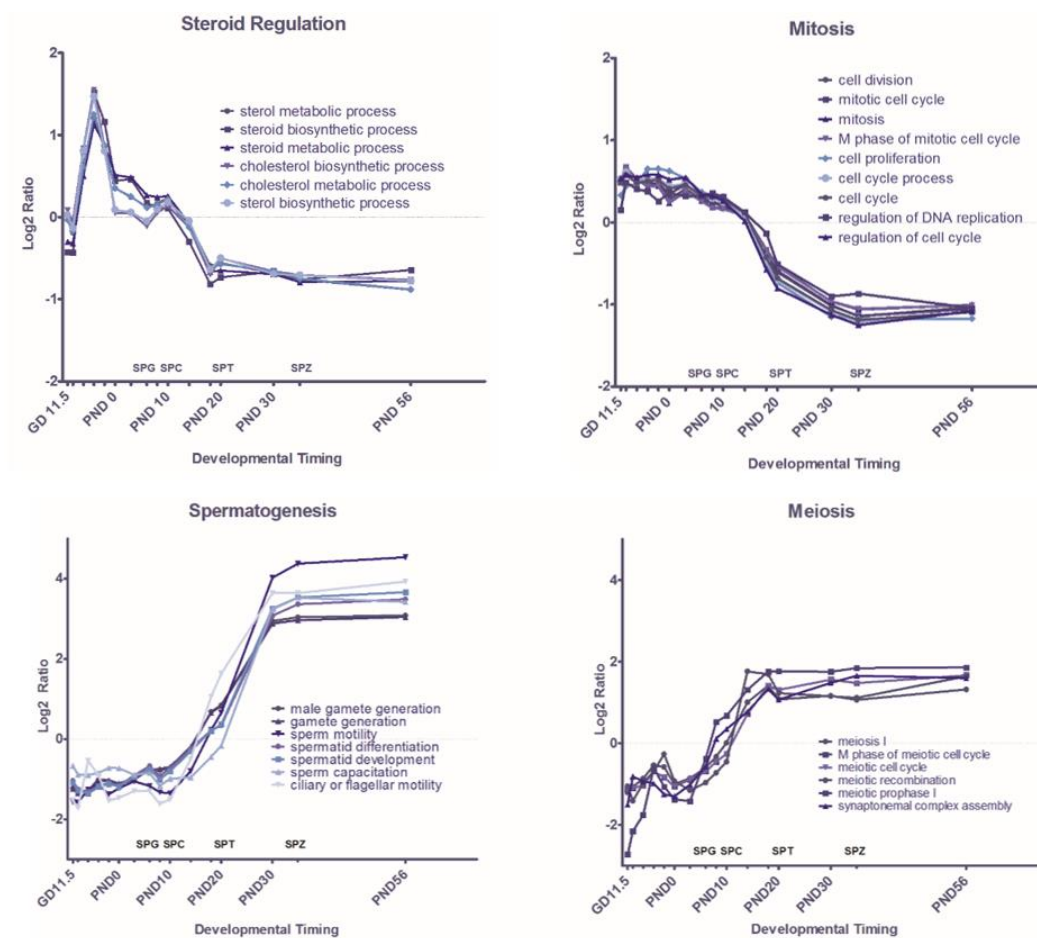 Steroid Regulation
2
1
0
-1
-2
Log2 Ratio
sterol metabolic process
steroid biosynthetic process
steroid metabolic process
cholesterol biosynthetic process
cholesterol metabolic process
sterol biosynthetic process
SPG SPC SPT SPZ
GD 11.5 PND 0 PND 10 PND 20 PND 30 PND 56
Developmental Timing
Mitosis
2
1
0
-1
-2
Log2 Ratio
cell division
mitotic cell cycle
mitosis
M phase of mitotic cell cycle
cell proliferation
cell cycle process
cell cycle
regulation of DNA replication
regulation of cell cycle
SPG SPC SPT SPZ
GD 11.5 PND 0 PND 10 PND 20 PND 30 PND 56
Developmental Timing
Spermatogenesis
4
2
0
-2
Log2 Ratio
male gamete generation
gamete generation
sperm motility
spermatid differentiation
spermatid development
sperm capacitation
ciliary or flagellar motility
SPG SPC SPT SPZ
GD11.5 PND0 PND10 PND20 PND30 PND56
Developmental Timing
Meiosis
4
2
0
-2
Log2 Ratio
meiosis I
M phase of meiotic cell cycle
meiotic cell cycle
meiotic recombination
meiotic prophase I
synaptonemal complex assembly
SPG SPC SPT SPZ
GD11.5 PND0 PND10 PND20 PND30 PND56
Developmental Timing